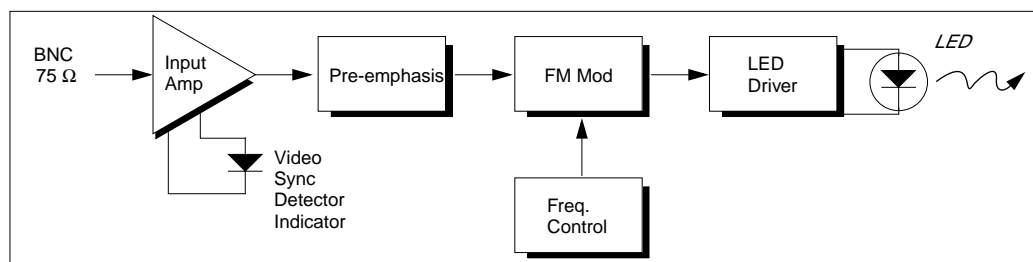 BNC
75 Ω
Input
Amp
Pre-emphasis
FM Mod
LED
Driver
LED
Video
Sync
Detector
Indicator
Freq.
Control